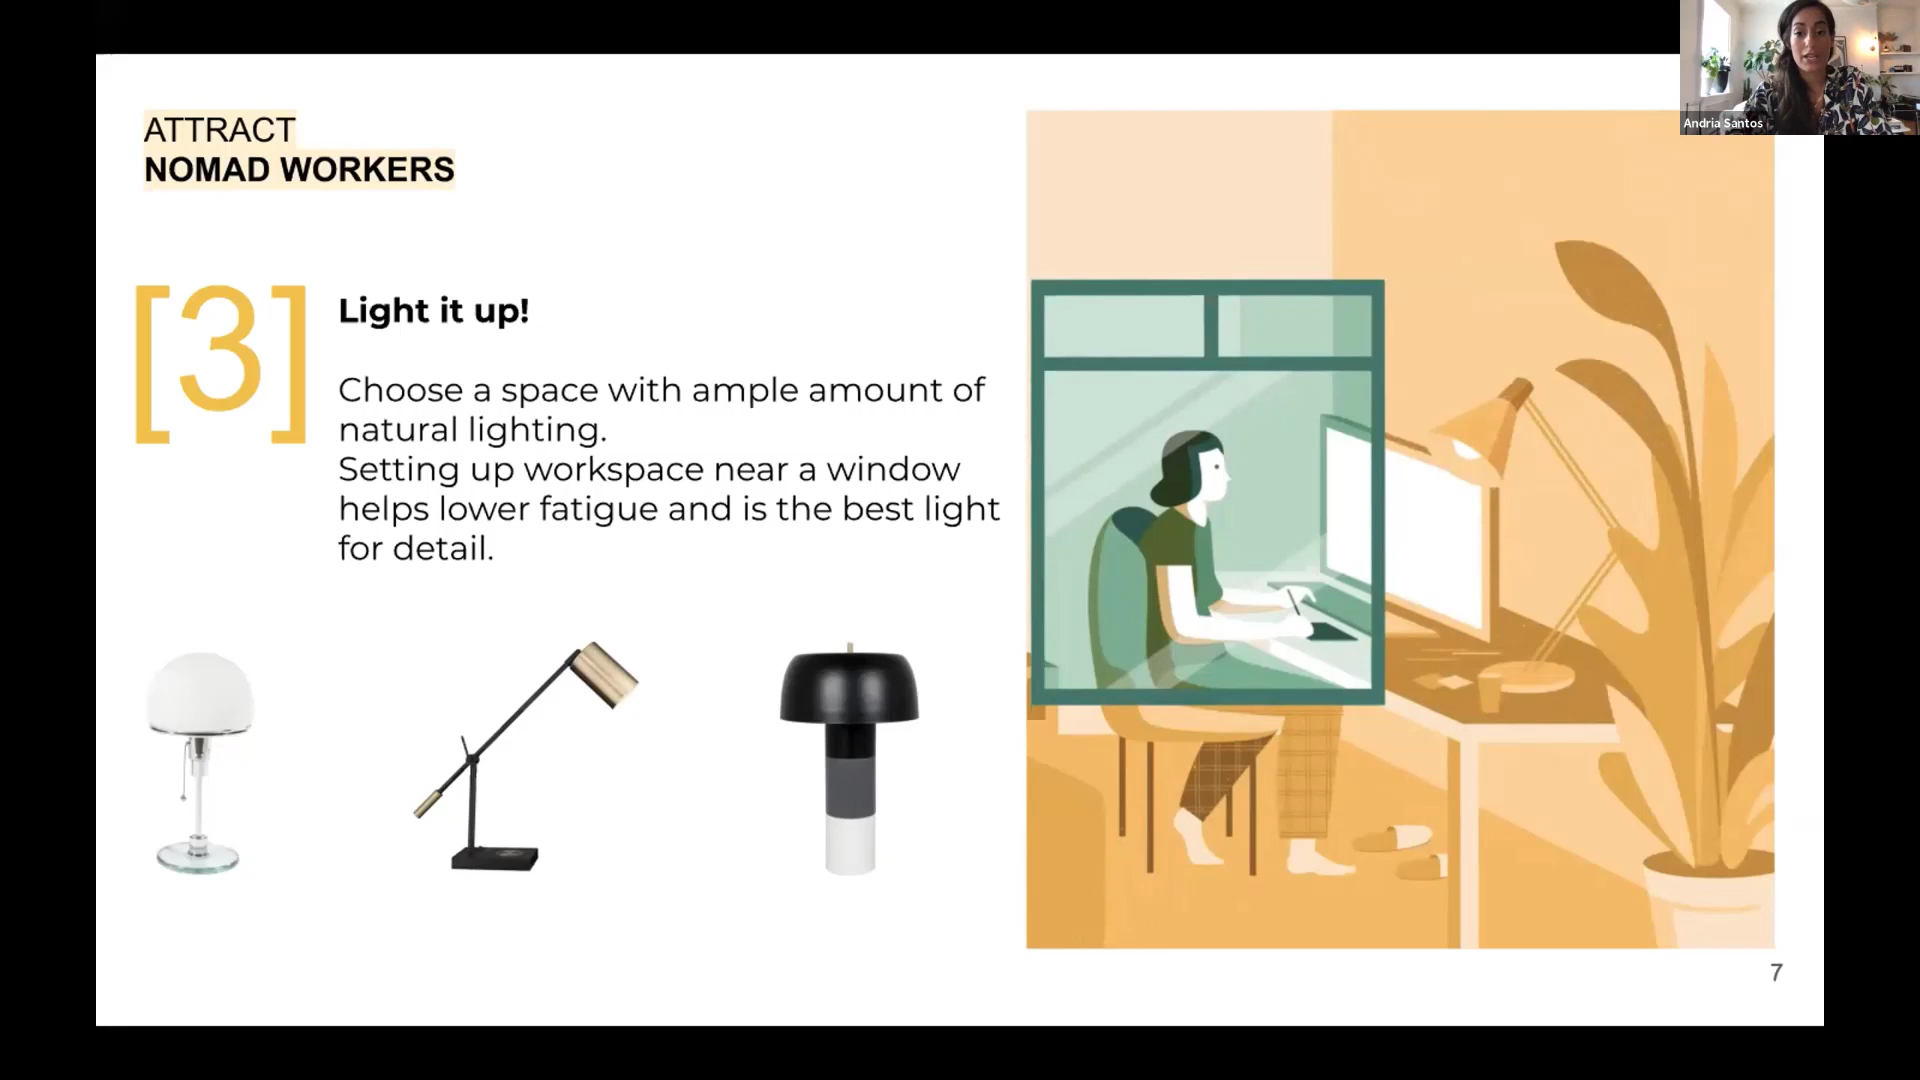 Andria Santos
ATTRACT
NOMAD WORKERS
[3]
Light it up!
Choose a space with ample amount of
natural lighting.
Setting up workspace near a window
helps lower fatigue and is the best light
for detail.
7